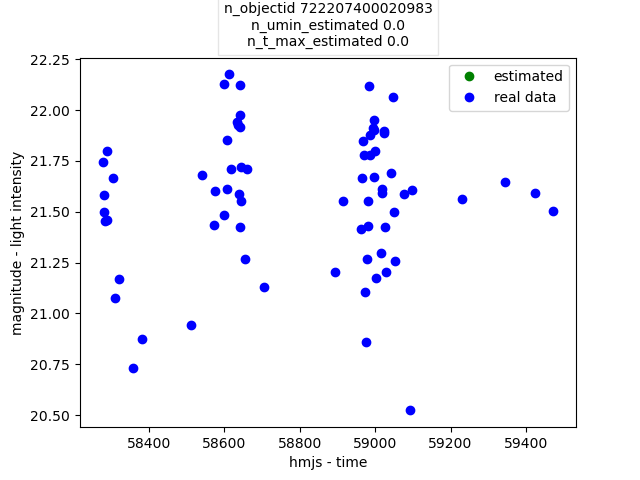 n_objectid 722207400020983
n_umin_estimated 0.0
n_t_max_estimated 0.0
22.25
22.00
21.75
21.50
21.25
21.00
20.75
20.50
magnitude - light intensity
estimated
real data
58400 58600 58800 59000 59200 59400
hmjs - time